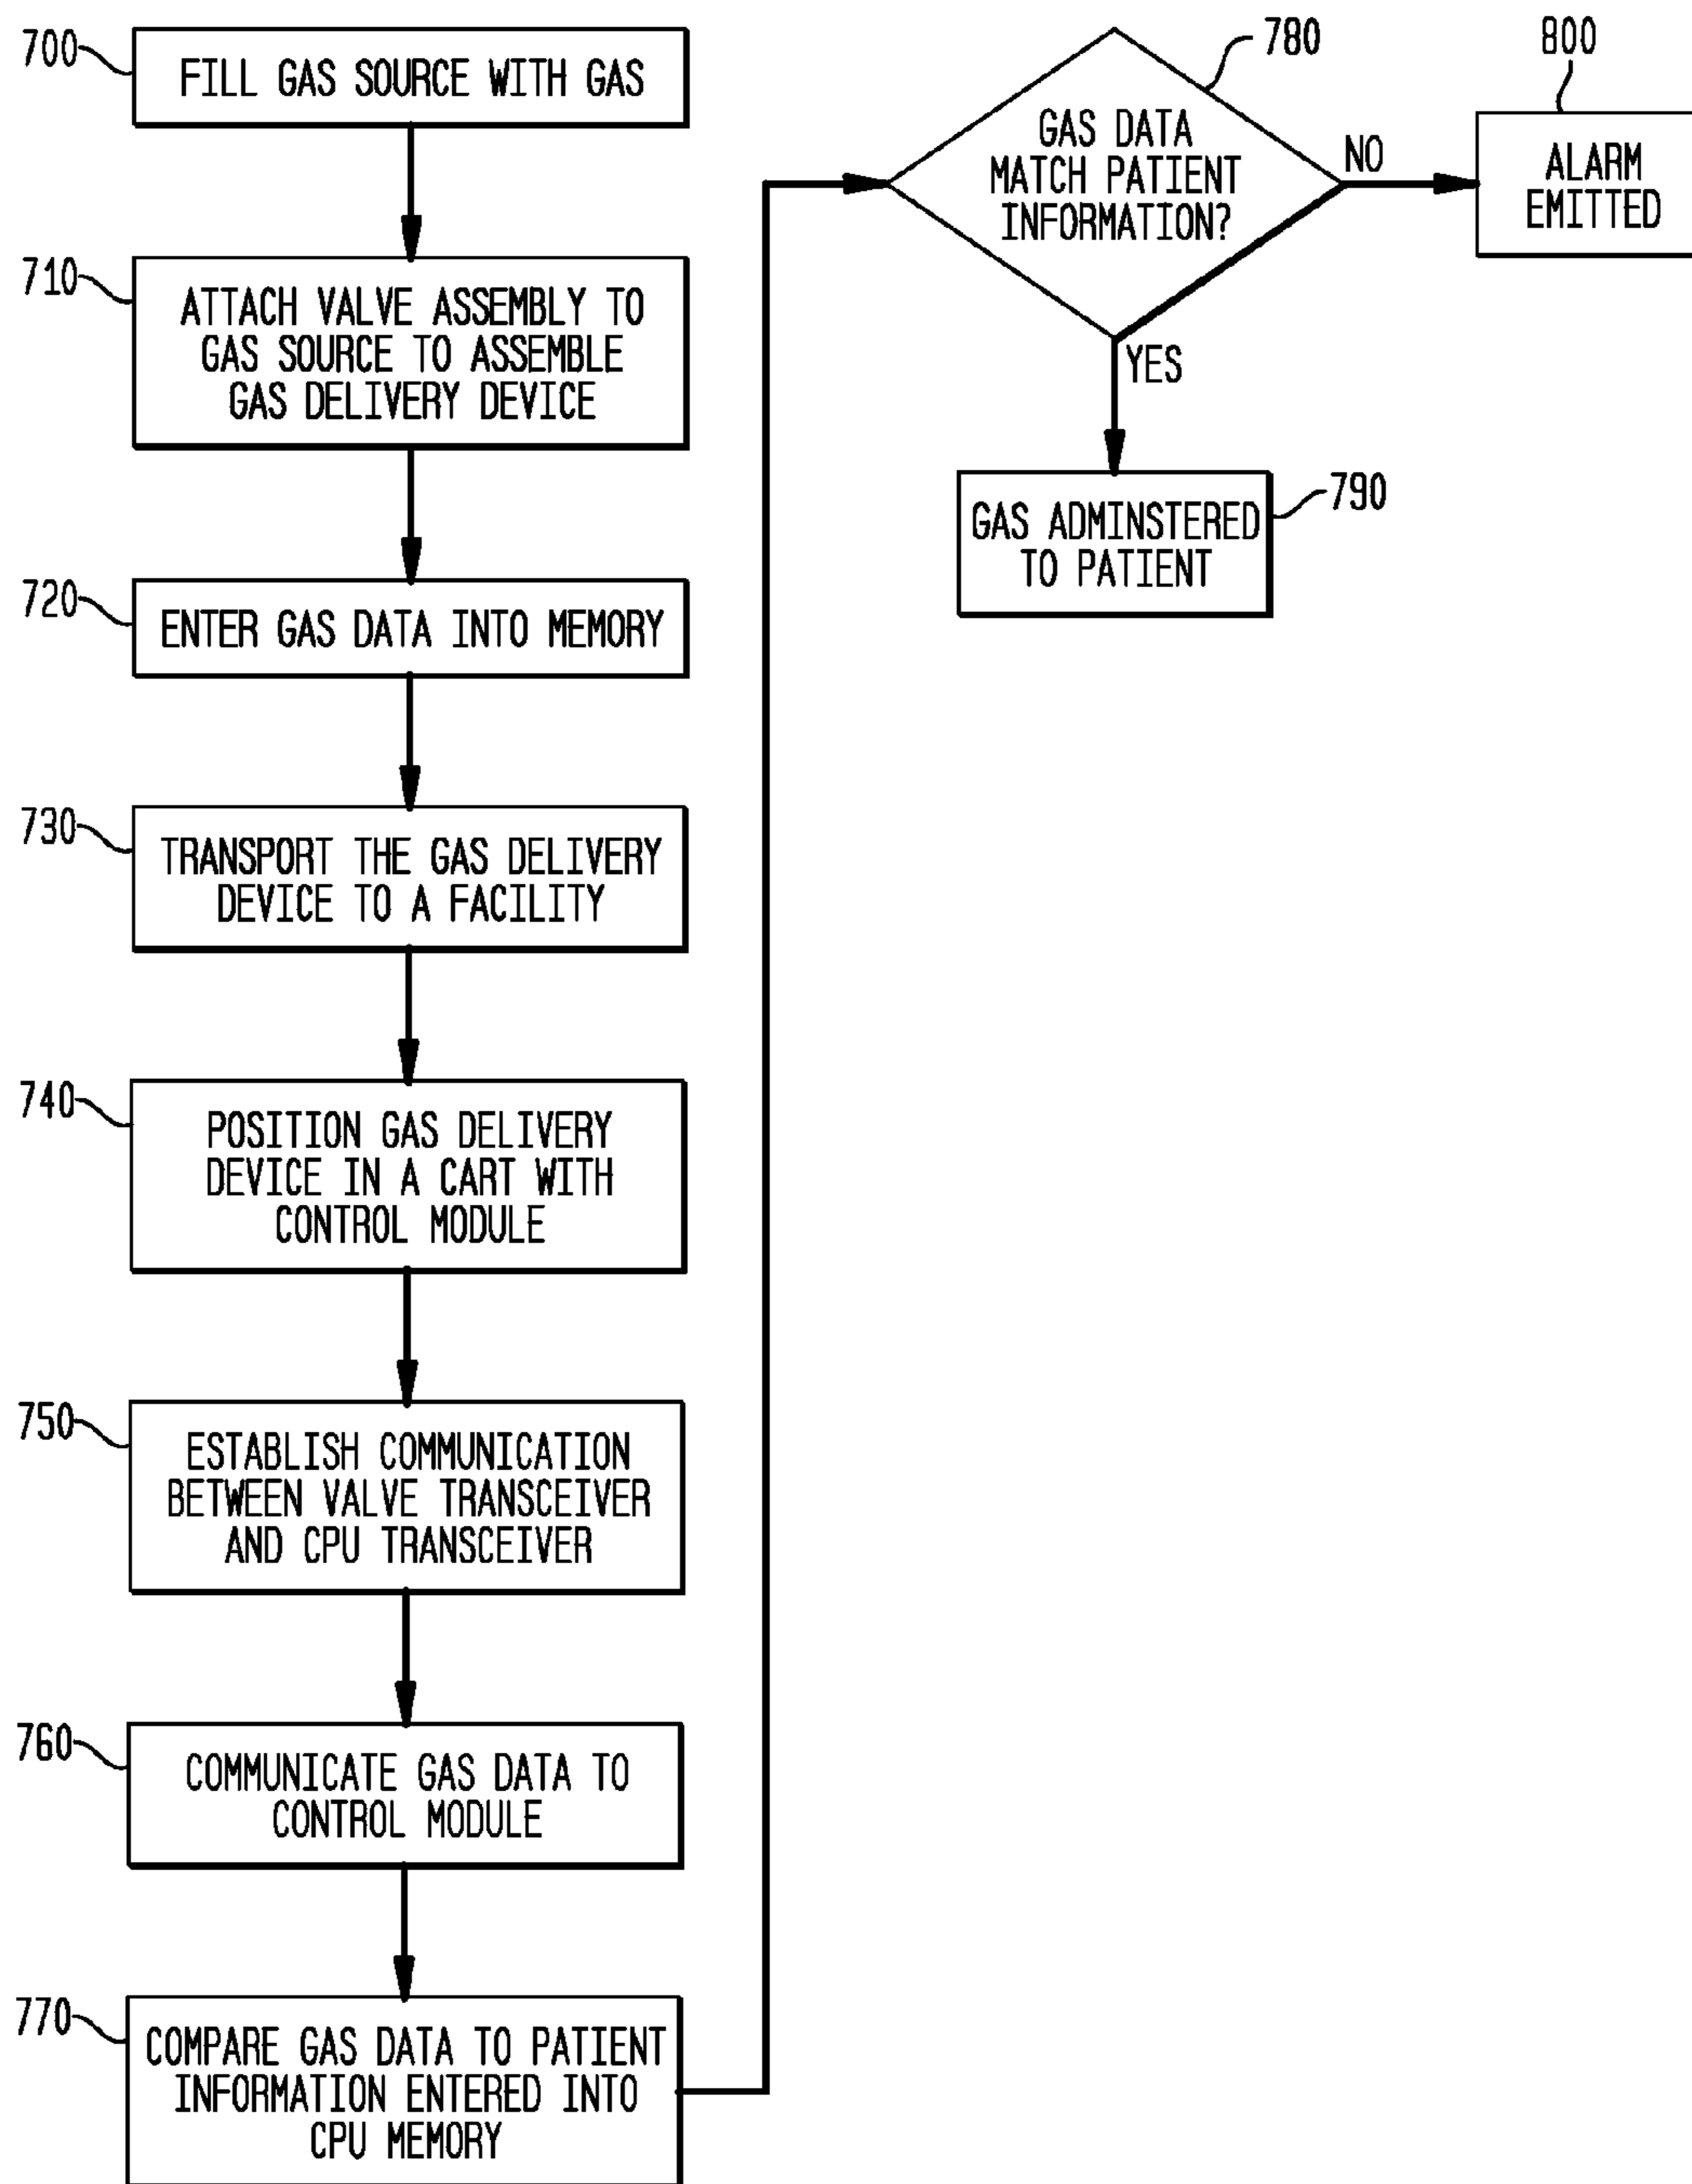 700
FILL GAS SOURCE WITH GAS
710
ATTACH VALVE ASSEMBLY TO
GAS SOURCE TO ASSEMBLE
GAS DELIVERY DEVICE
720
ENTER GAS DATA INTO MEMORY
730
TRANSPORT THE GAS DELIVERY
DEVICE TO A FACILITY
740
POSITION GAS DELIVERY
DEVICE IN A CART WITH
CONTROL MODULE
750
ESTABLISH COMMUNICATION
BETWEEN VALVE TRANSCEIVER
AND CPU TRANSCEIVER
760
COMMUNICATE GAS DATA TO
CONTROL MODULE
770
COMPARE GAS DATA TO PATIENT
INFORMATION ENTERED INTO
CPU MEMORY
780
GAS DATA
MATCH PATIENT
INFORMATION?
NO
800
ALARM
EMITTED
YES
790
GAS ADMINSTERED
TO PATIENT